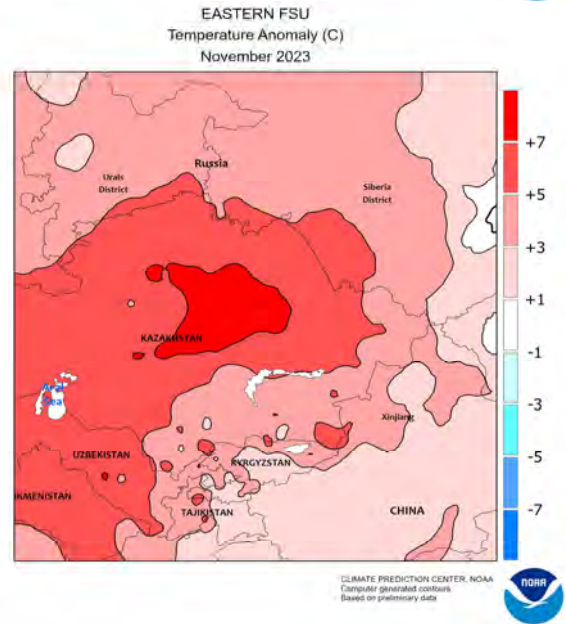 EASTERN FSU
Temperature Anomaly (C)
November 2023
Russia
Urals
District
Siberia
District
KAZAKHSTAN
Aral
Sea
Xinjiang
UZBEKISTAN
KYRGYZSTAN
KMENISTAN
TAJIKISTAN
CHINA
+7
+5
+3
+1
-1
-3
-5
-7
CLIMATE PREDICTION CENTER, NOAA
Computer generated contours
Based on preliminary data
NOAA